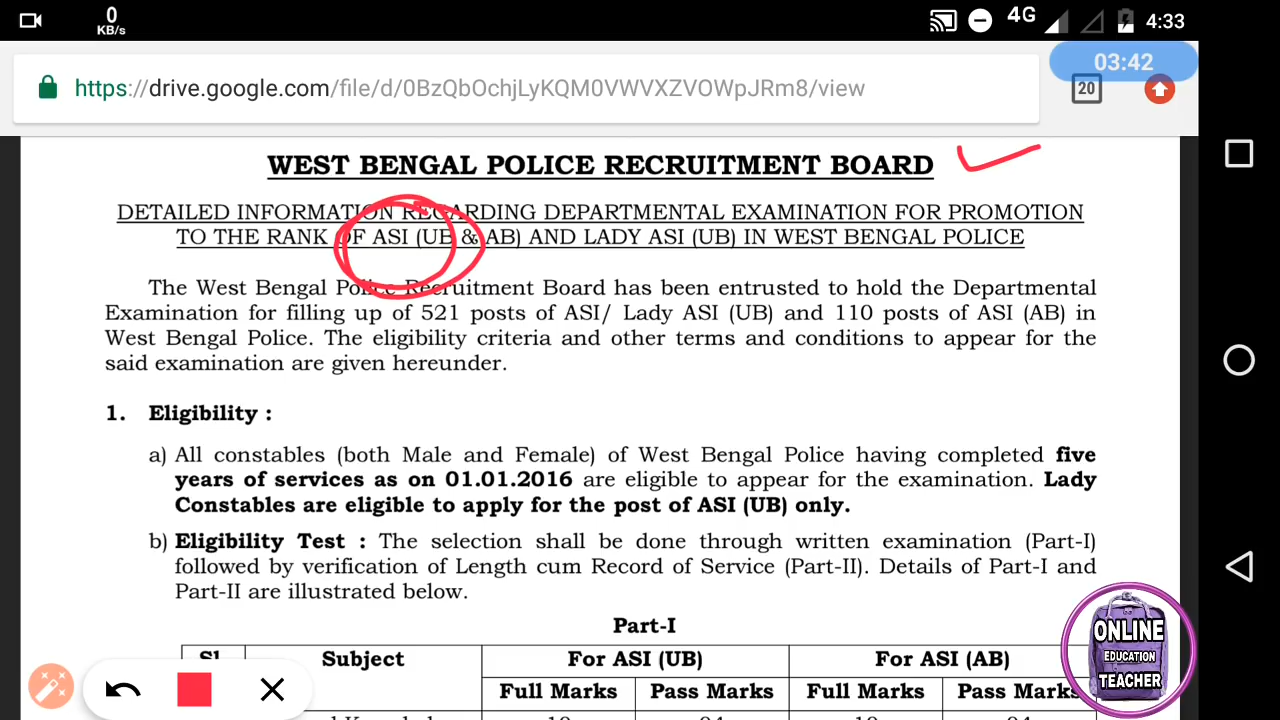 0
KB/s
4G
4:33
03:42
https://drive.google.com/file/d/0BzQbOchjLyKQM0VWVXZVOWpJRm8/view
20
WEST BENGAL POLICE RECRUITMENT BOARD
DETAILED INFORMATION REGARDING DEPARTMENTAL EXAMINATION FOR PROMOTION
TO THE RANK OF ASI (UB & AB) AND LADY ASI (UB) IN WEST BENGAL POLICE
The West Bengal Police Recruitment Board has been entrusted to hold the Departmental
Examination for filling up of 521 posts of ASI/ Lady ASI (UB) and 110 posts of ASI (AB) in
West Bengal Police. The eligibility criteria and other terms and conditions to appear for the
said examination are given hereunder.
1. Eligibility :
a) All constables (both Male and Female) of West Bengal Police having completed five
years of services as on 01.01.2016 are eligible to appear for the examination. Lady
Constables are eligible to apply for the post of ASI (UB) only.
b) Eligibility Test : The selection shall be done through written examination (Part-I)
followed by verification of Length cum Record of Service (Part-II). Details of Part-I and
Part-II are illustrated below.
Part-I
Sl Subject For ASI (UB) For ASI (AB)
Full Marks Pass Marks Full Marks Pass Marks
ONLINE
EDUCATION
TEACHER